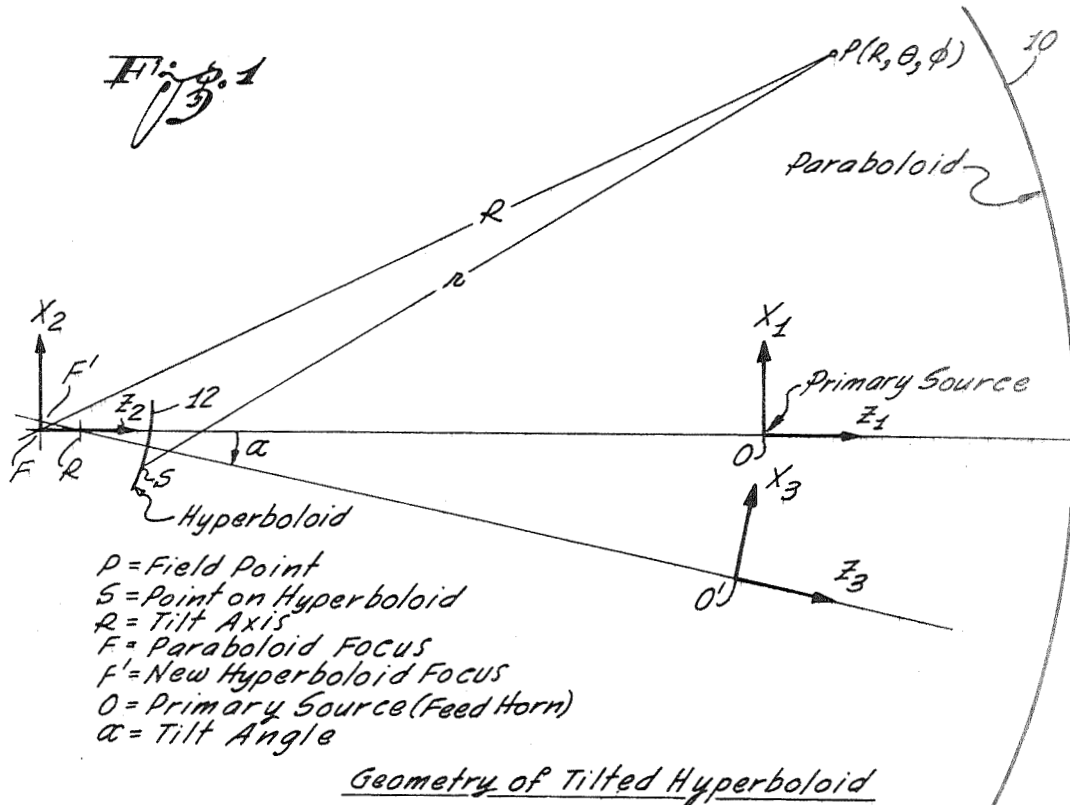 Fig. 1
P(R, θ, ϕ)
10
Paraboloid
R
r
X2
X1
F'
Z2
12
Primary Source
Z1
F
R
α
O
S
X3
Hyperboloid
Z3
O'
P = Field Point
S = Point on Hyperboloid
R = Tilt Axis
F = Paraboloid Focus
F' = New Hyperboloid Focus
O = Primary Source (Feed Horn)
α = Tilt Angle
Geometry of Tilted Hyperboloid